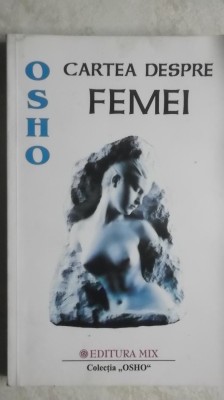 OSHO
CARTEA DESPRE
FEMEI
EDITURA MIX
Colecția „OSHO“